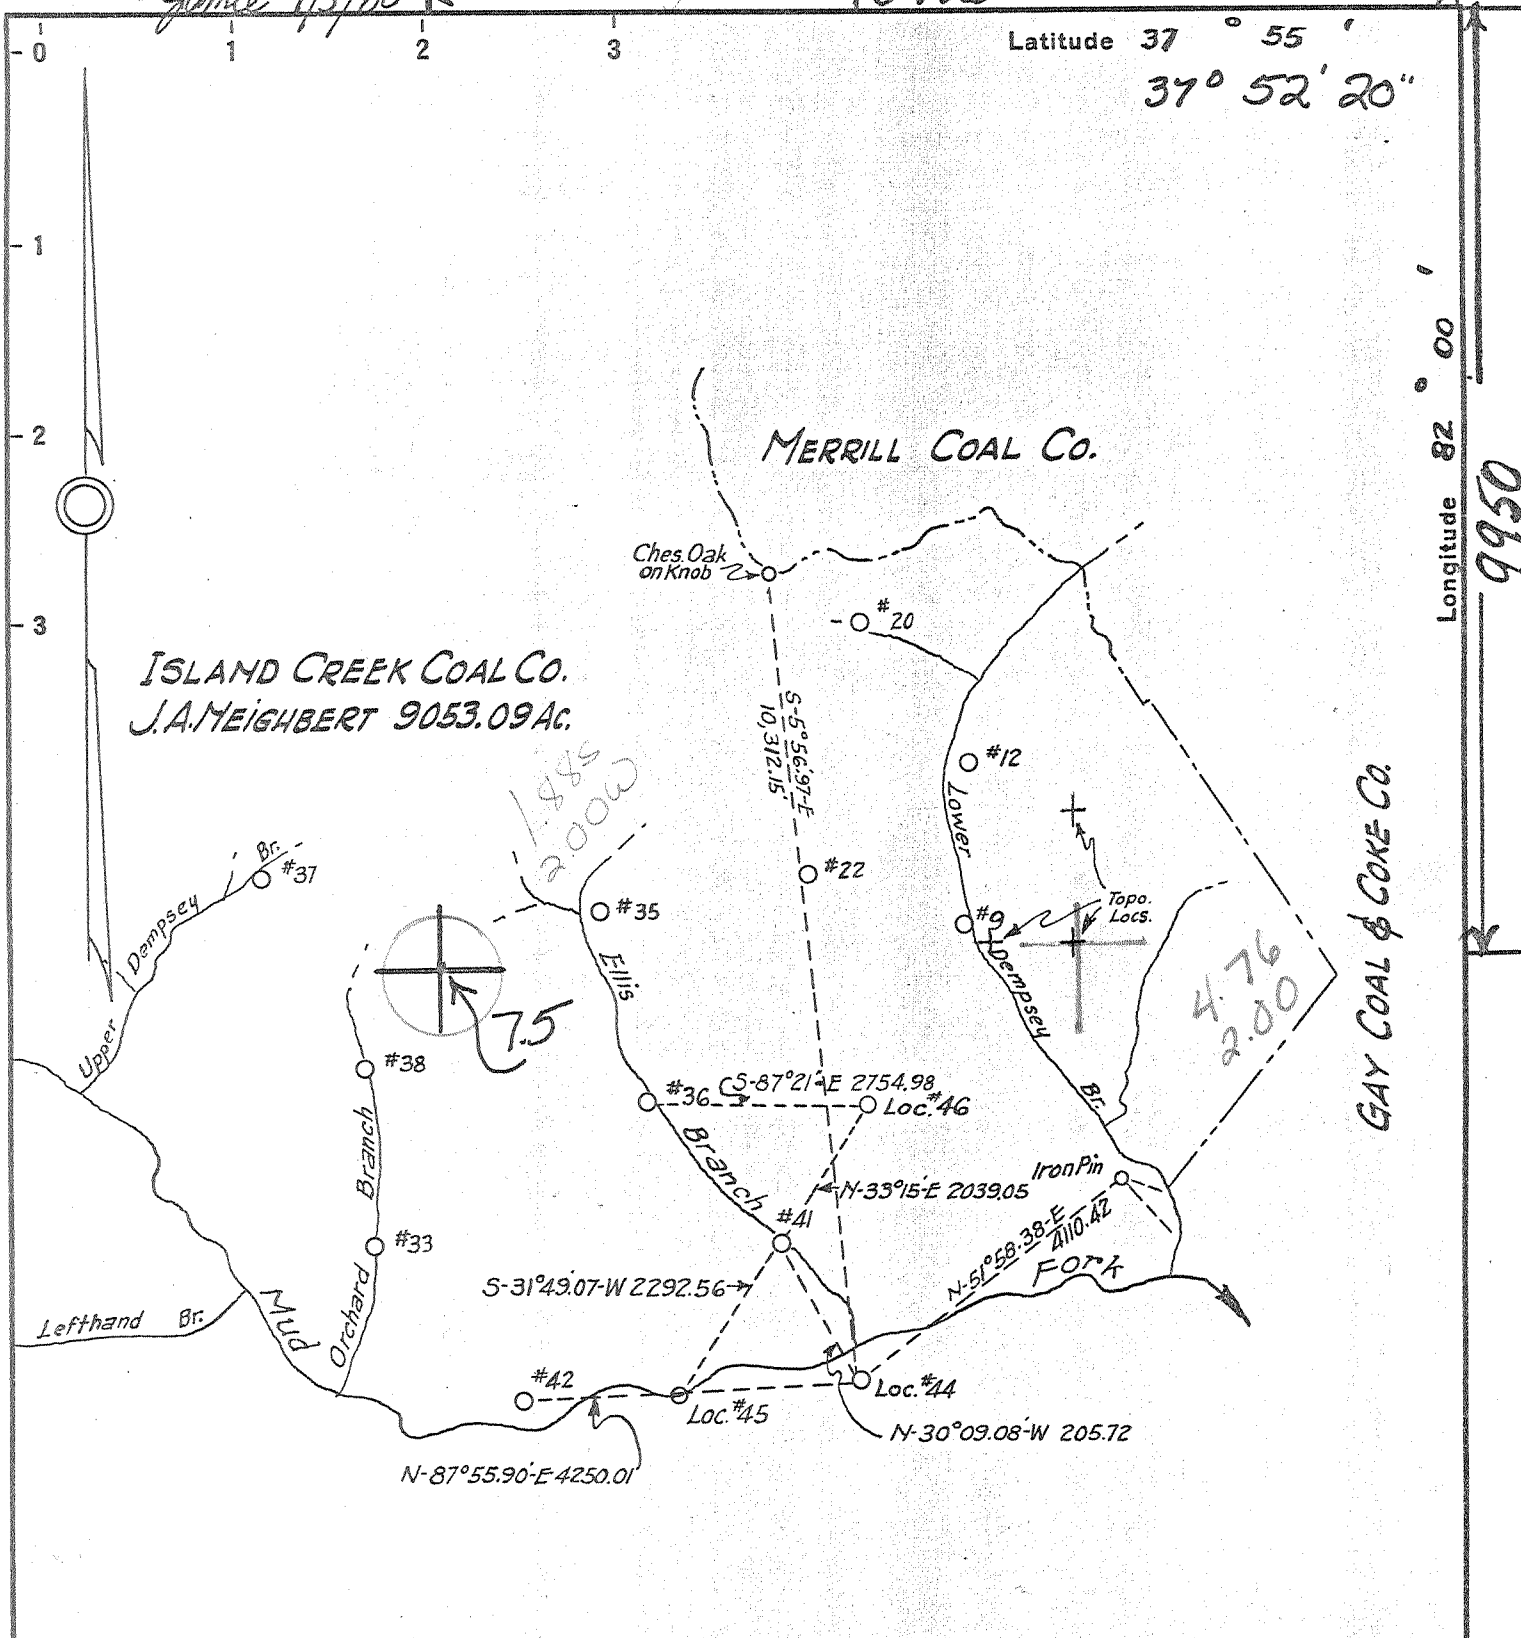 0
1
2
3
Latitude 37° 55'
37° 52' 20"
1
2
3
Longitude 82° 00'
9950
MERRILL COAL CO.
Ches. Oak
on Knob
#20
ISLAND CREEK COAL CO.
J.A. NEIGHBERT 9053.09 AC.
S-5°56.97'-E
10,312.15'
#12
Lower
GAY COAL & COKE CO.
1.88S
2.00W
Br.
#37
#22
Topo.
Locs.
#35
#9
Dempsey
Ellis
Dempsey
4.76
2.00
7.5
Upper
#38
#36
S-87°21'-E 2754.98
Loc. #46
Br.
Branch
Branch
Iron Pin
N-33°15'-E 2039.05
#41
#33
N-51°58.38-E
4110.42
Fork
S-31°49.07'-W 2292.56
Lefthand Br.
Mud
Orchard
#42
Loc. #45
Loc. #44
N-30°09.08'-W 205.72
N-87°55.90'-E 4250.01'